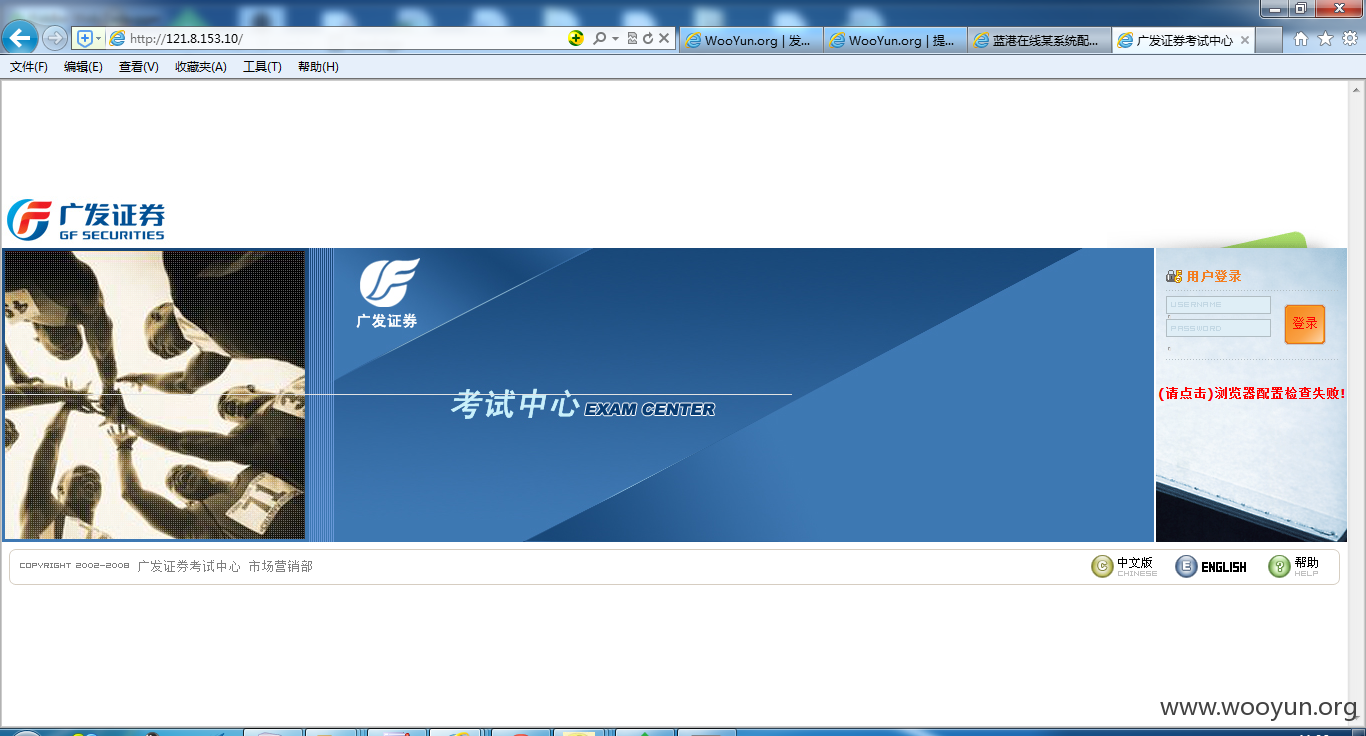 http://121.8.153.10/
WooYun.org | 发...
WooYun.org | 提...
蓝港在线某系统配...
广发证券考试中心
文件(F) 编辑(E) 查看(V) 收藏夹(A) 工具(T) 帮助(H)
广发证券
GF SECURITIES
广发证券
考试中心 EXAM CENTER
71
用户登录
USERNAME
PASSWORD
登录
(请点击)浏览器配置检查失败!
COPYRIGHT 2002-2008 广发证券考试中心 市场营销部
中文版
CHINESE
ENGLISH
帮助
HELP
www.wooyun.org